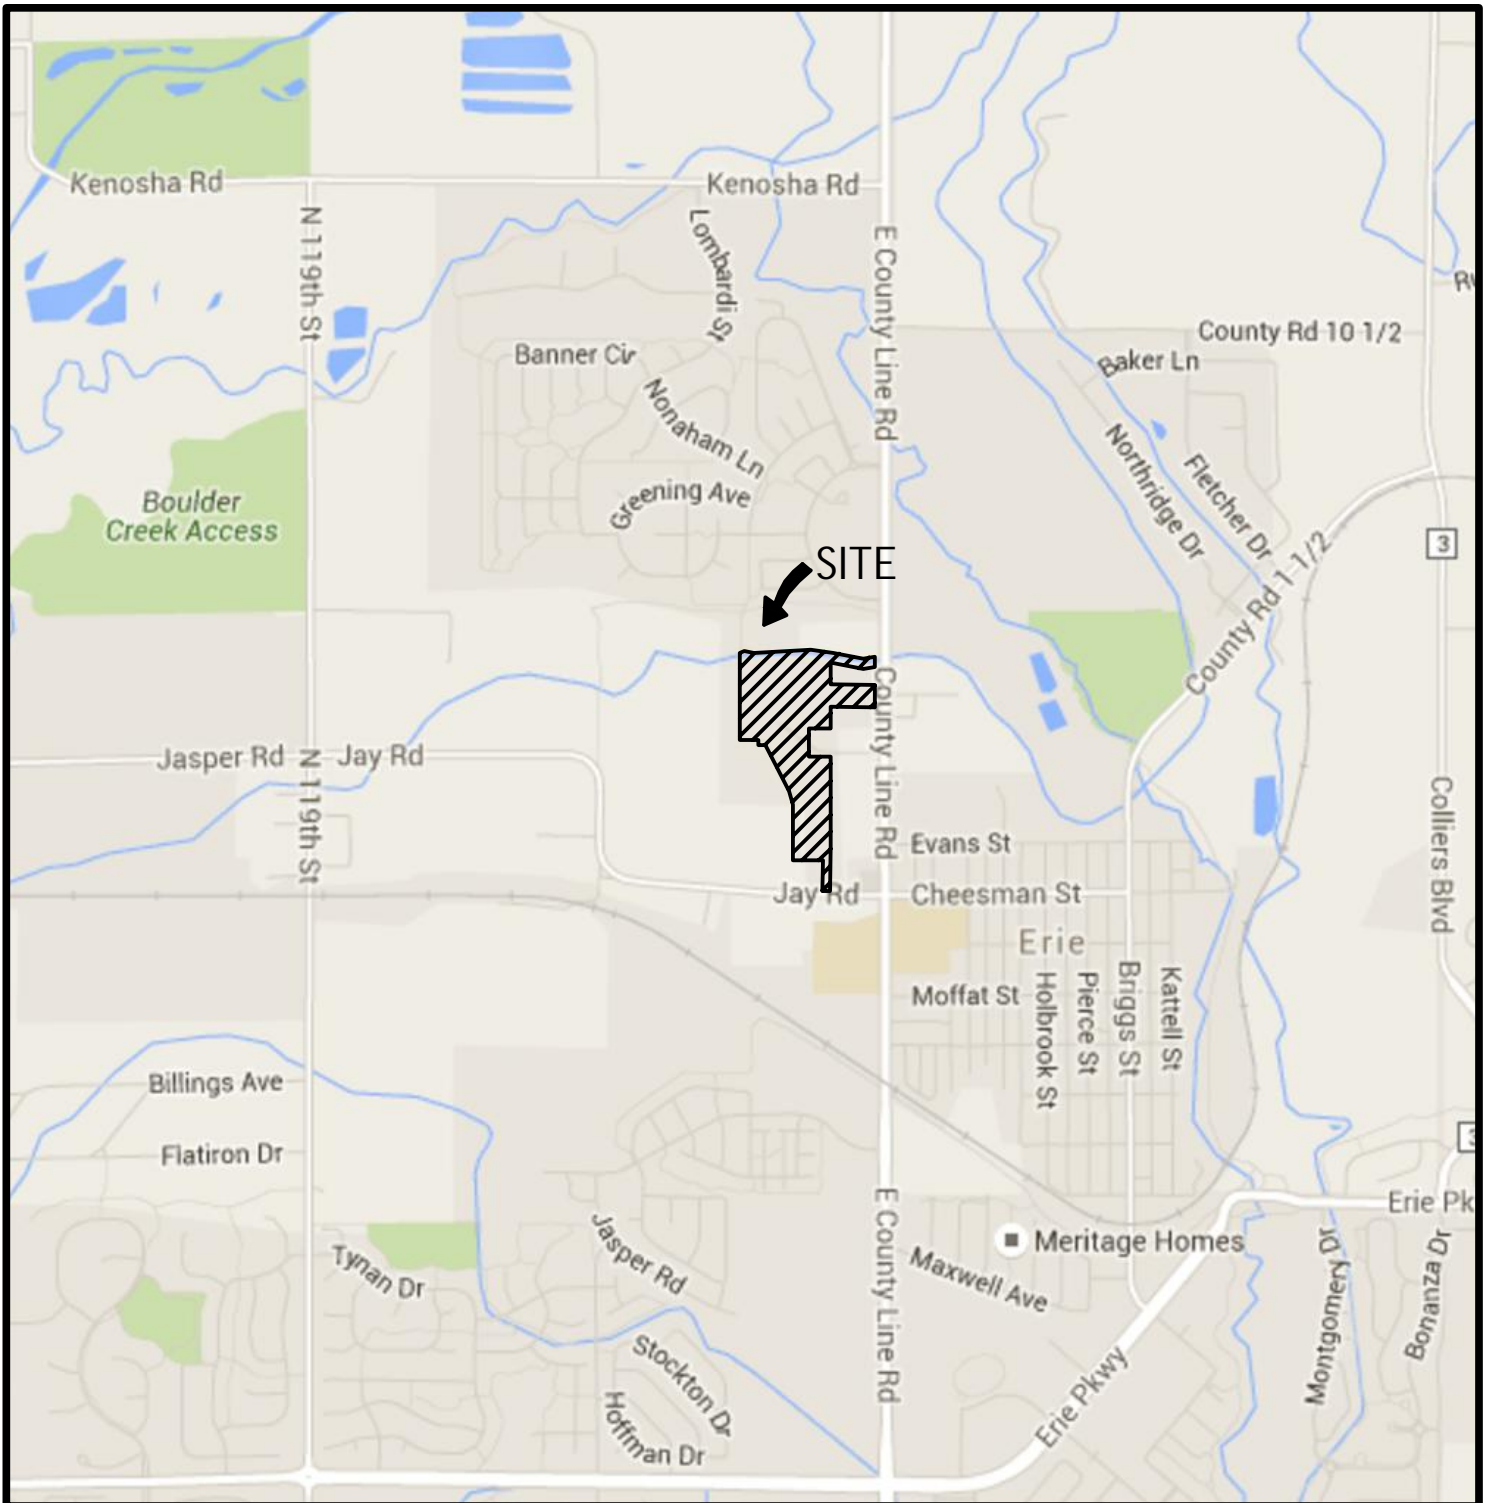 Kenosha Rd
Kenosha Rd
N 119th St
Lombardi St
E County Line Rd
County Rd 10 1/2
Banner Cir
Baker Ln
Nonaham Ln
Greening Ave
Northridge Dr
Fletcher Dr
Boulder
Creek Access
SITE
3
County Rd 1 1/2
County Line Rd
Jasper Rd
N 119th St
Jay Rd
Colliers Blvd
Evans St
Jay Rd
Cheesman St
Erie
Moffat St
Holbrook St
Pierce St
Briggs St
Kattell St
Billings Ave
Flatiron Dr
3
Erie Pk
E County Line Rd
Jasper Rd
Meritage Homes
Tynan Dr
Maxwell Ave
Montgomery Dr
Bonanza Dr
Stockton Dr
Hoffman Dr
Erie Pkwy